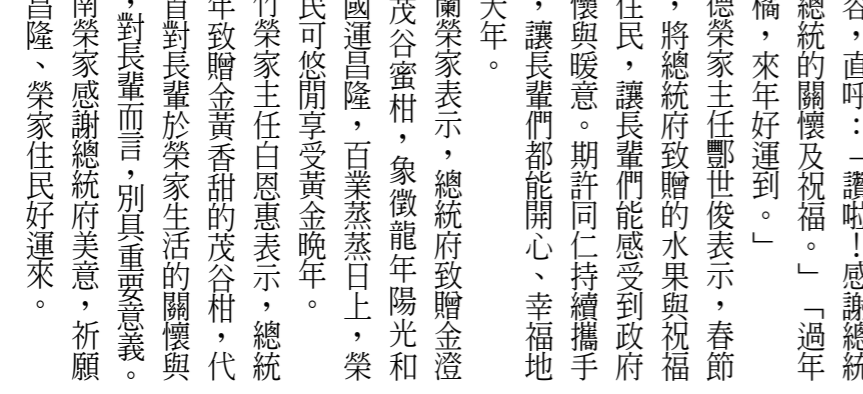 谷，直呼：「讚啦！感謝總統
總統的關懷及祝福。」「過年
橘，來年好運到。」
德榮家主任酆世俊表示，春節
，將總統府致贈的水果與祝福
住民，讓長輩們能感受到政府
懷與暖意。期許同仁持續攜手
，讓長輩們都能開心、幸福地
天年。
蘭榮家表示，總統府致贈金澄
茂谷蜜柑，象徵龍年陽光和
國運昌隆，百業蒸蒸日上，榮
民可悠閒享受黃金晚年。
竹榮家主任白恩惠表示，總統
年致贈金黃香甜的茂谷柑，代
首對長輩於榮家生活的關懷與
，對長輩而言，別具重要意義。
南榮家感謝總統府美意，祈願
昌隆、榮家住民好運來。